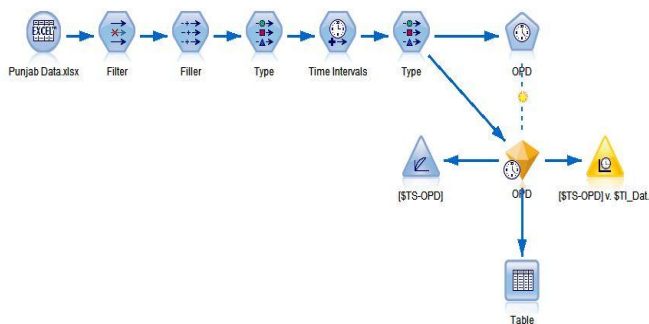 EXCEL
Punjab Data.xlsx
Filter
Filler
Type
Time Intervals
Type
OPD
[$TS-OPD]
OPD
[$TS-OPD] v. $TI_Dat.
Table